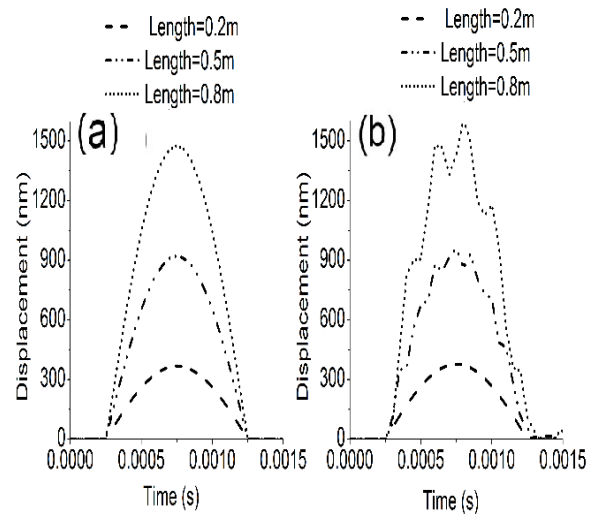 Length=0.2m
Length=0.5m
Length=0.8m
(a)
1500
1200
900
600
300
0
Displacement (nm)
0.0000 0.0005 0.0010 0.0015
Time (s)
Length=0.2m
Length=0.5m
Length=0.8m
(b)
1500
1200
900
600
300
0
Displacement (nm)
0.0000 0.0005 0.0010 0.0015
Time (s)